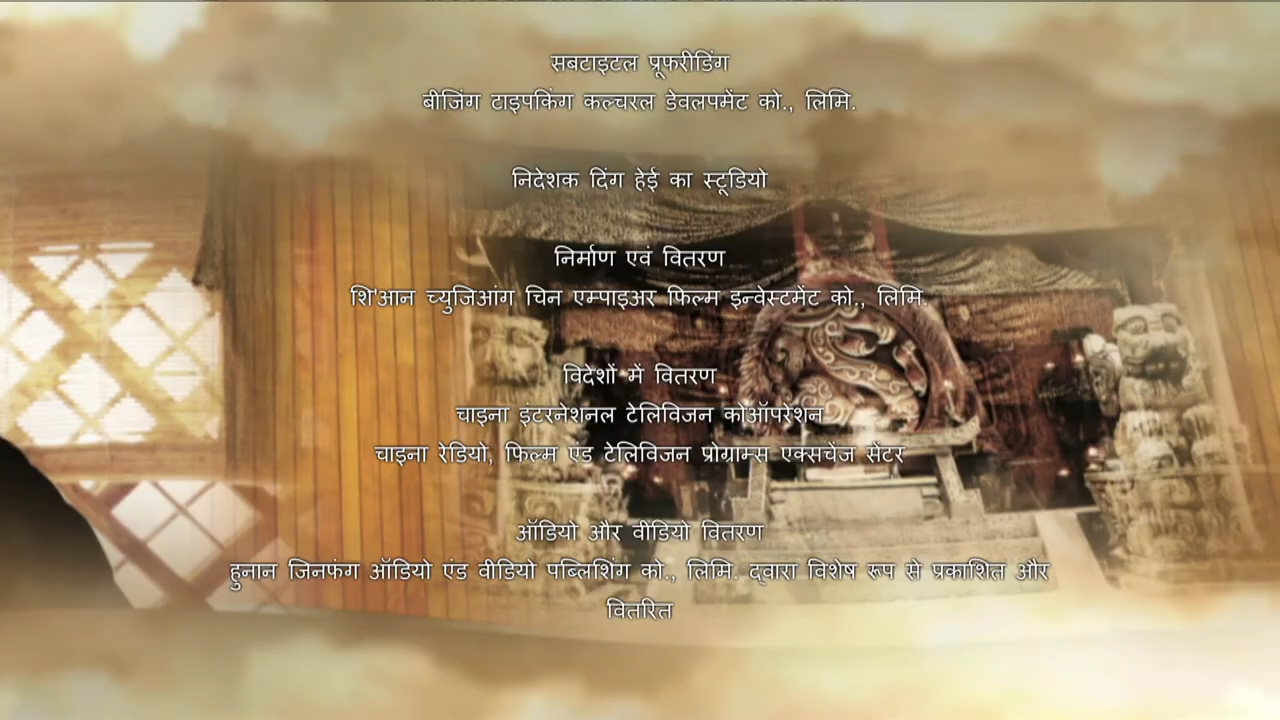 सबटाइटल प्रूफरीडिंग
बीजिंग टाइपकिंग कल्चरल डेवलपमेंट को., लिमि.
निदेशक दिंग हेई का स्टूडियो
निर्माण एवं वितरण
शि'आन च्युजिआंग चिन एम्पाइअर फिल्म इन्वेस्टमेंट को., लिमि.
विदेशों में वितरण
चाइना इंटरनेशनल टेलिविजन कोऑपरेशन
चाइना रेडियो, फिल्म एंड टेलिविजन प्रोग्राम्स एक्सचेंज सेंटर
ऑडियो और वीडियो वितरण
हुनान जिनफंग ऑडियो एंड वीडियो पब्लिशिंग को., लिमि. द्वारा विशेष रूप से प्रकाशित और
वितरित